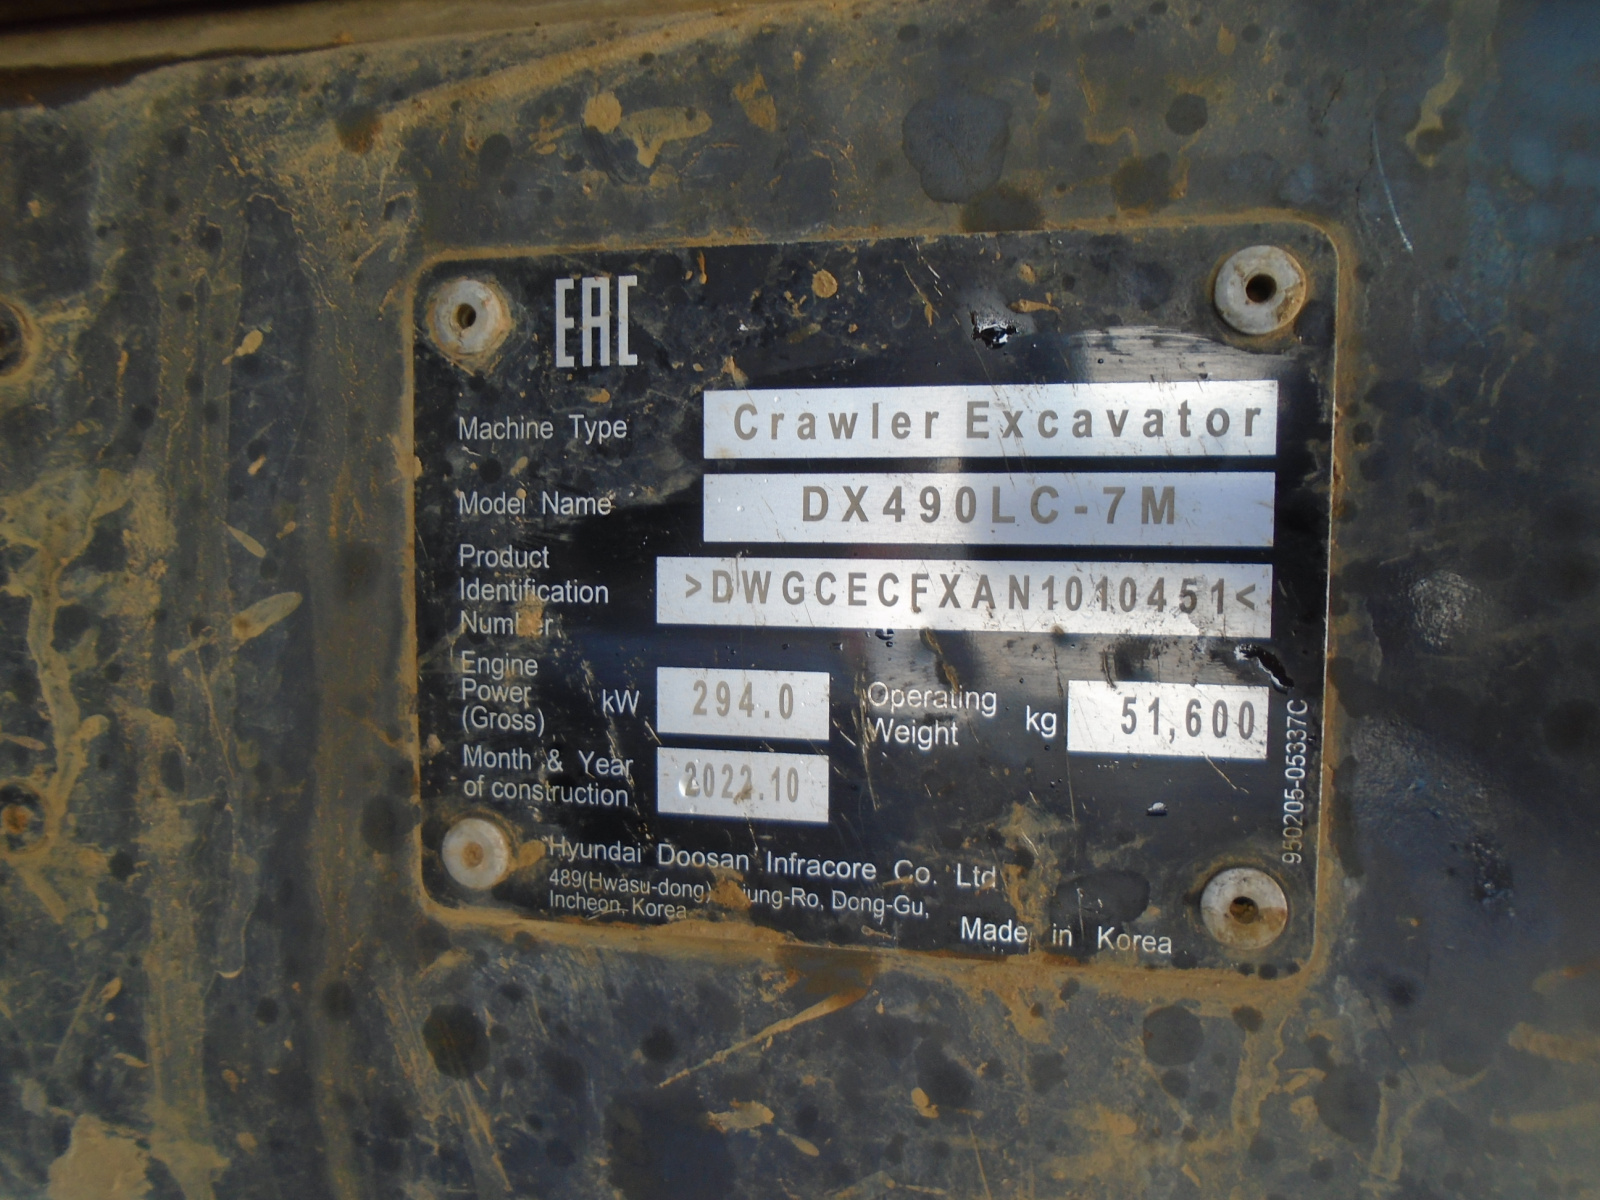 EAC
Machine Type Crawler Excavator
Model Name DX490LC-7M
Product
Identification >DWGCECFXAN1010451<
Number
Engine
Power kW 294.0 Operating
Weight kg 51,600
(Gross)
Month & Year
of construction 2022.10
Hyundai Doosan Infracore Co. Ltd
489(Hwasu-dong) Dong-Gu,
Incheon, Korea
Made in Korea
950205-05337C